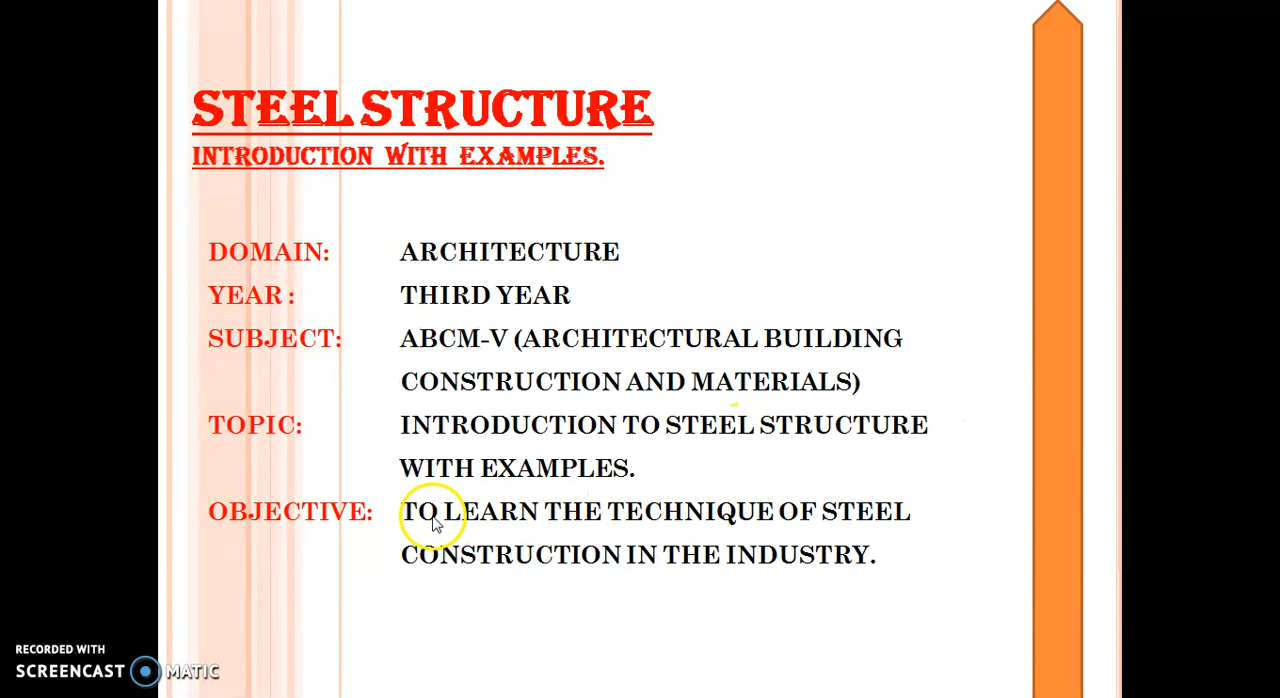 STEEL STRUCTURE
INTRODUCTION WITH EXAMPLES.
DOMAIN: ARCHITECTURE
YEAR : THIRD YEAR
SUBJECT: ABCM-V (ARCHITECTURAL BUILDING
CONSTRUCTION AND MATERIALS)
TOPIC: INTRODUCTION TO STEEL STRUCTURE
WITH EXAMPLES.
OBJECTIVE: TO LEARN THE TECHNIQUE OF STEEL
CONSTRUCTION IN THE INDUSTRY.
RECORDED WITH
SCREENCAST MATIC